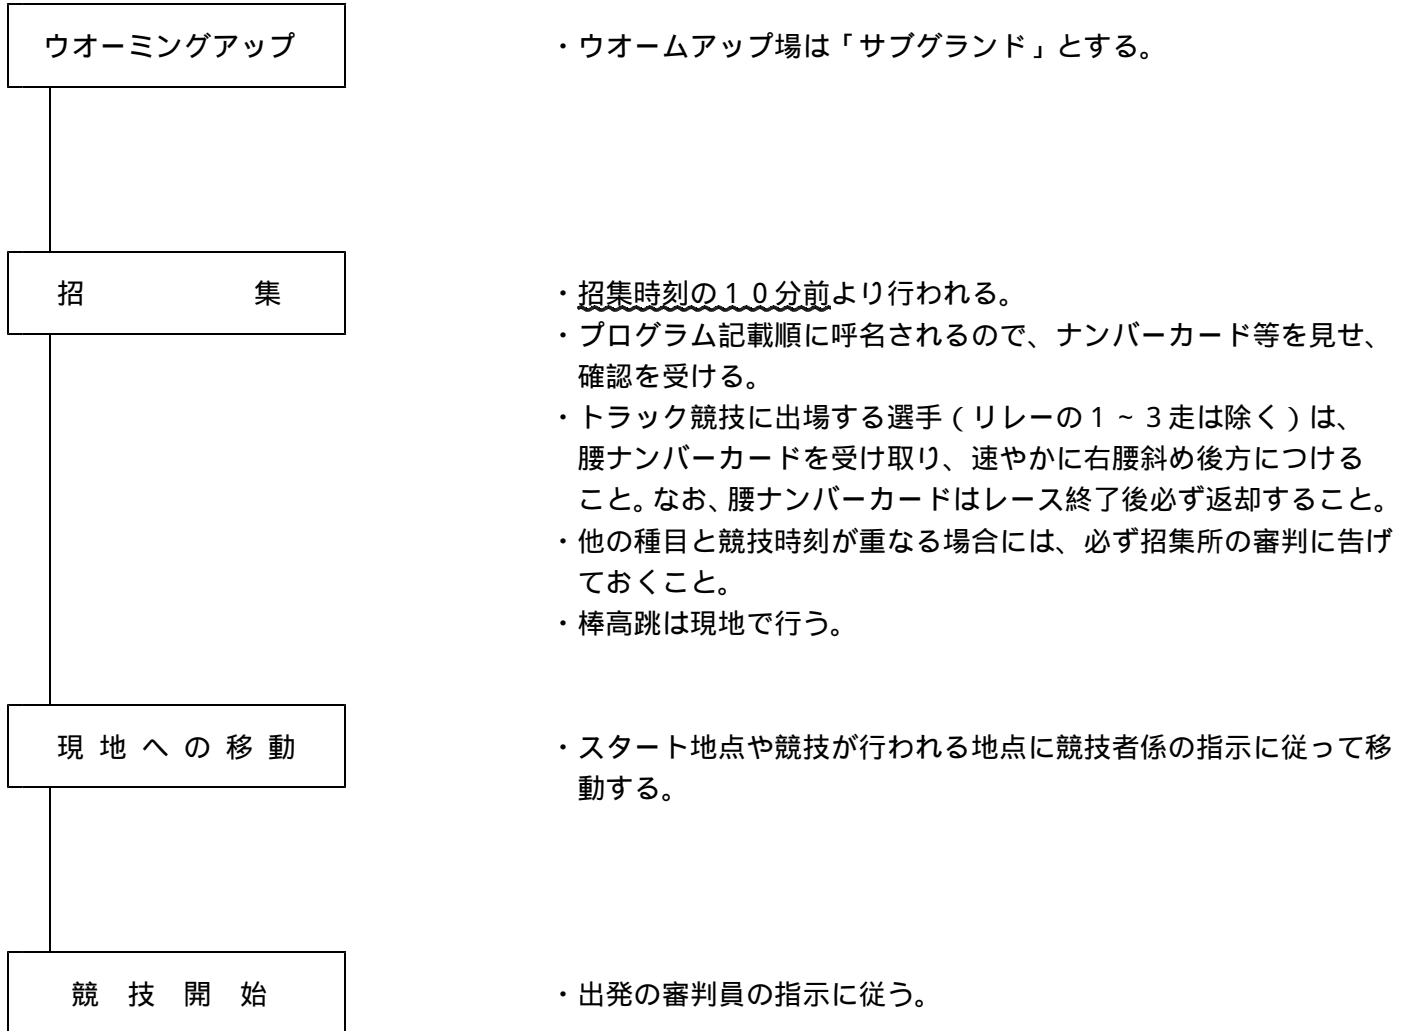 ウオーミングアップ
・ウオームアップ場は「サブグランド」とする。
招　　　　　　集
・招集時刻の１０分前より行われる。
・プログラム記載順に呼名されるので、ナンバーカード等を見せ、
確認を受ける。
・トラック競技に出場する選手（リレーの１～３走は除く）は、
腰ナンバーカードを受け取り、速やかに右腰斜め後方につける
こと。なお、腰ナンバーカードはレース終了後必ず返却すること。
・他の種目と競技時刻が重なる場合には、必ず招集所の審判に告げ
ておくこと。
・棒高跳は現地で行う。
現 地 へ の 移 動
・スタート地点や競技が行われる地点に競技者係の指示に従って移
動する。
競　技　開　始
・出発の審判員の指示に従う。